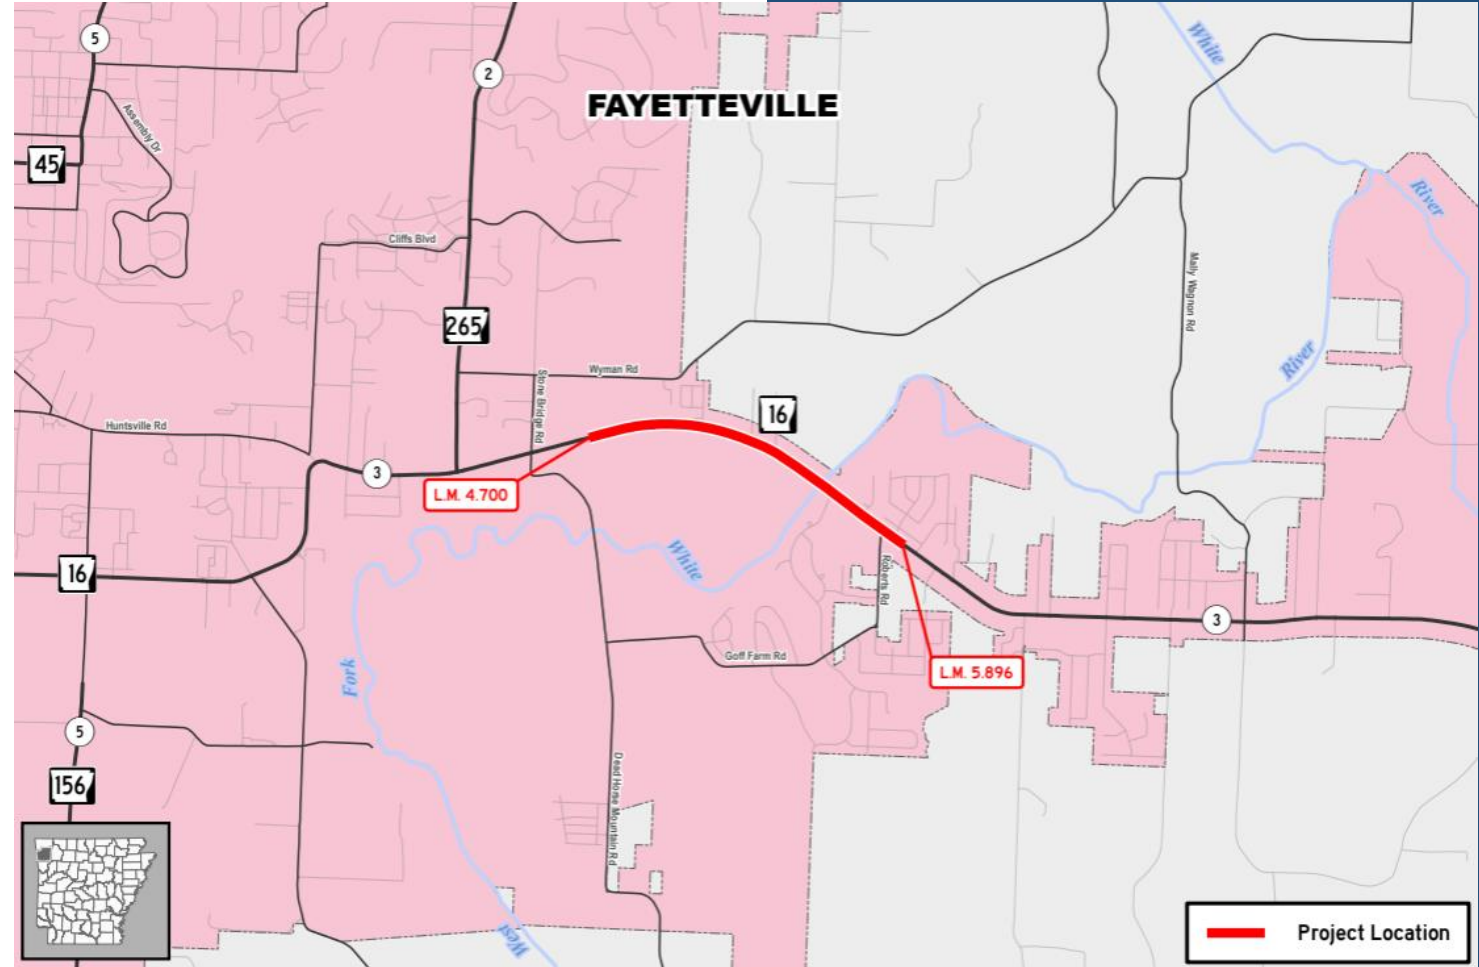 5
2
White
FAYETTEVILLE
Assembly Dr
45
River
Cliffs Blvd
Mally Wagnon Rd
265
River
Wyman Rd
Stone Bridge Rd
16
Huntsville Rd
3
L.M. 4.700
White
16
Roberts Rd
3
Goff Farm Rd
L.M. 5.896
Fork
5
156
Dead Horse Mountain Rd
West
Project Location